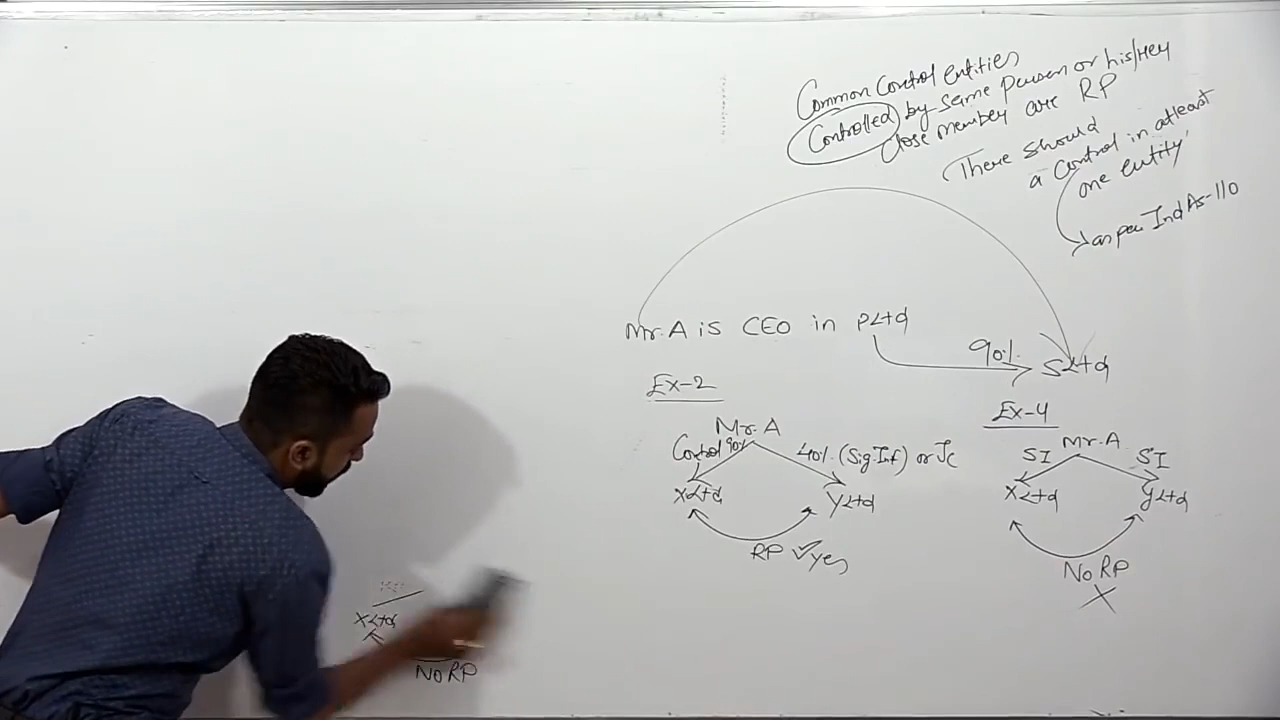 Common Control entities
Controlled by same person or his/Her
close member are RP
There should
a control in atleast
one entity
as per Ind As-110
Mr. A is CEO in P Ltd
90%
S Ltd
Ex-2
Mr. A
Control 90%
40% (Sig. Inf) or JC
X Ltd
Y Ltd
RP yes
Ex-4
Mr. A
SI
SI
X Ltd
Y Ltd
No RP
X Ltd
No RP